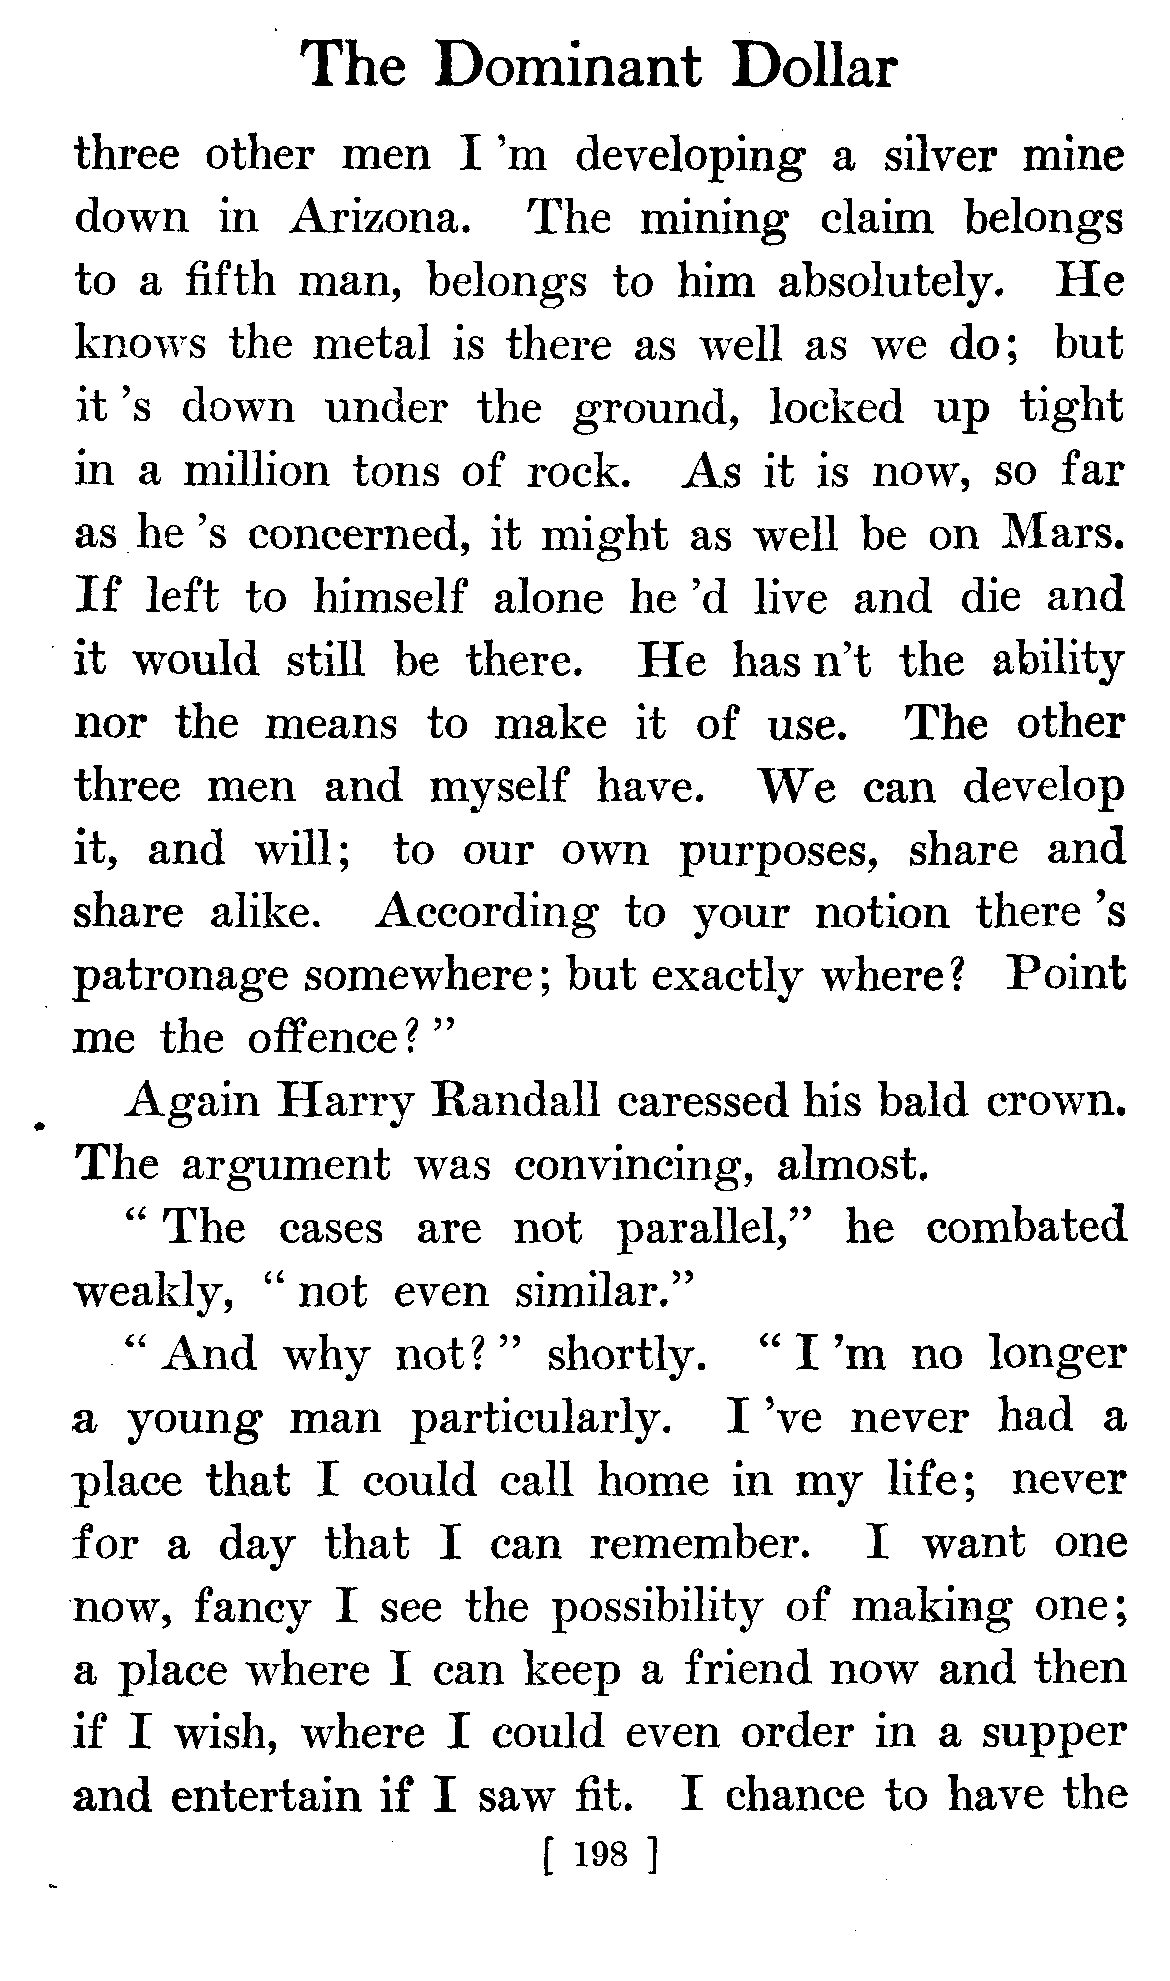 The Dominant Dollar
three other men I 'm developing a silver mine
down in Arizona. The mining claim belongs
to a fifth man, belongs to him absolutely. He
knows the metal is there as well as we do; but
it 's down under the ground, locked up tight
in a million tons of rock. As it is now, so far
as he 's concerned, it might as well be on Mars.
If left to himself alone he 'd live and die and
it would still be there. He has n't the ability
nor the means to make it of use. The other
three men and myself have. We can develop
it, and will; to our own purposes, share and
share alike. According to your notion there 's
patronage somewhere; but exactly where? Point
me the offence? "
Again Harry Randall caressed his bald crown.
The argument was convincing, almost.
" The cases are not parallel," he combated
weakly, " not even similar."
" And why not? " shortly. " I 'm no longer
a young man particularly. I 've never had a
place that I could call home in my life; never
for a day that I can remember. I want one
now, fancy I see the possibility of making one;
a place where I can keep a friend now and then
if I wish, where I could even order in a supper
and entertain if I saw fit. I chance to have the
[ 198 ]